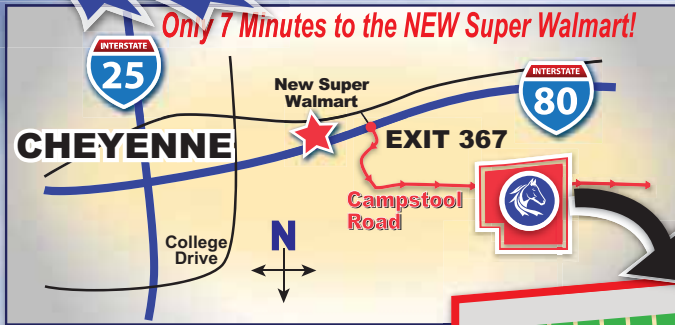 Only 7 Minutes to the NEW Super Walmart!
INTERSTATE
25
New Super
Walmart
INTERSTATE
80
CHEYENNE
EXIT 367
Campstool
Road
College
Drive
N